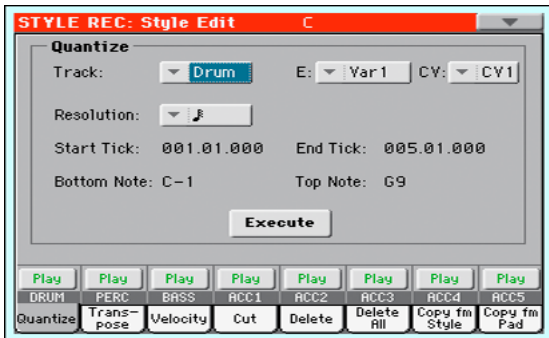 STYLE REC: Style Edit C
Quantize
Track: Drum E: Var1 CV: CV1
Resolution:
Start Tick: 001.01.000 End Tick: 005.01.000
Bottom Note: C-1 Top Note: G9
Execute
Play Play Play Play Play Play Play Play
DRUM PERC BASS ACC1 ACC2 ACC3 ACC4 ACC5
Quantize Trans- Velocity Cut Delete Delete Copy fm Copy fm
pose All Style Pad